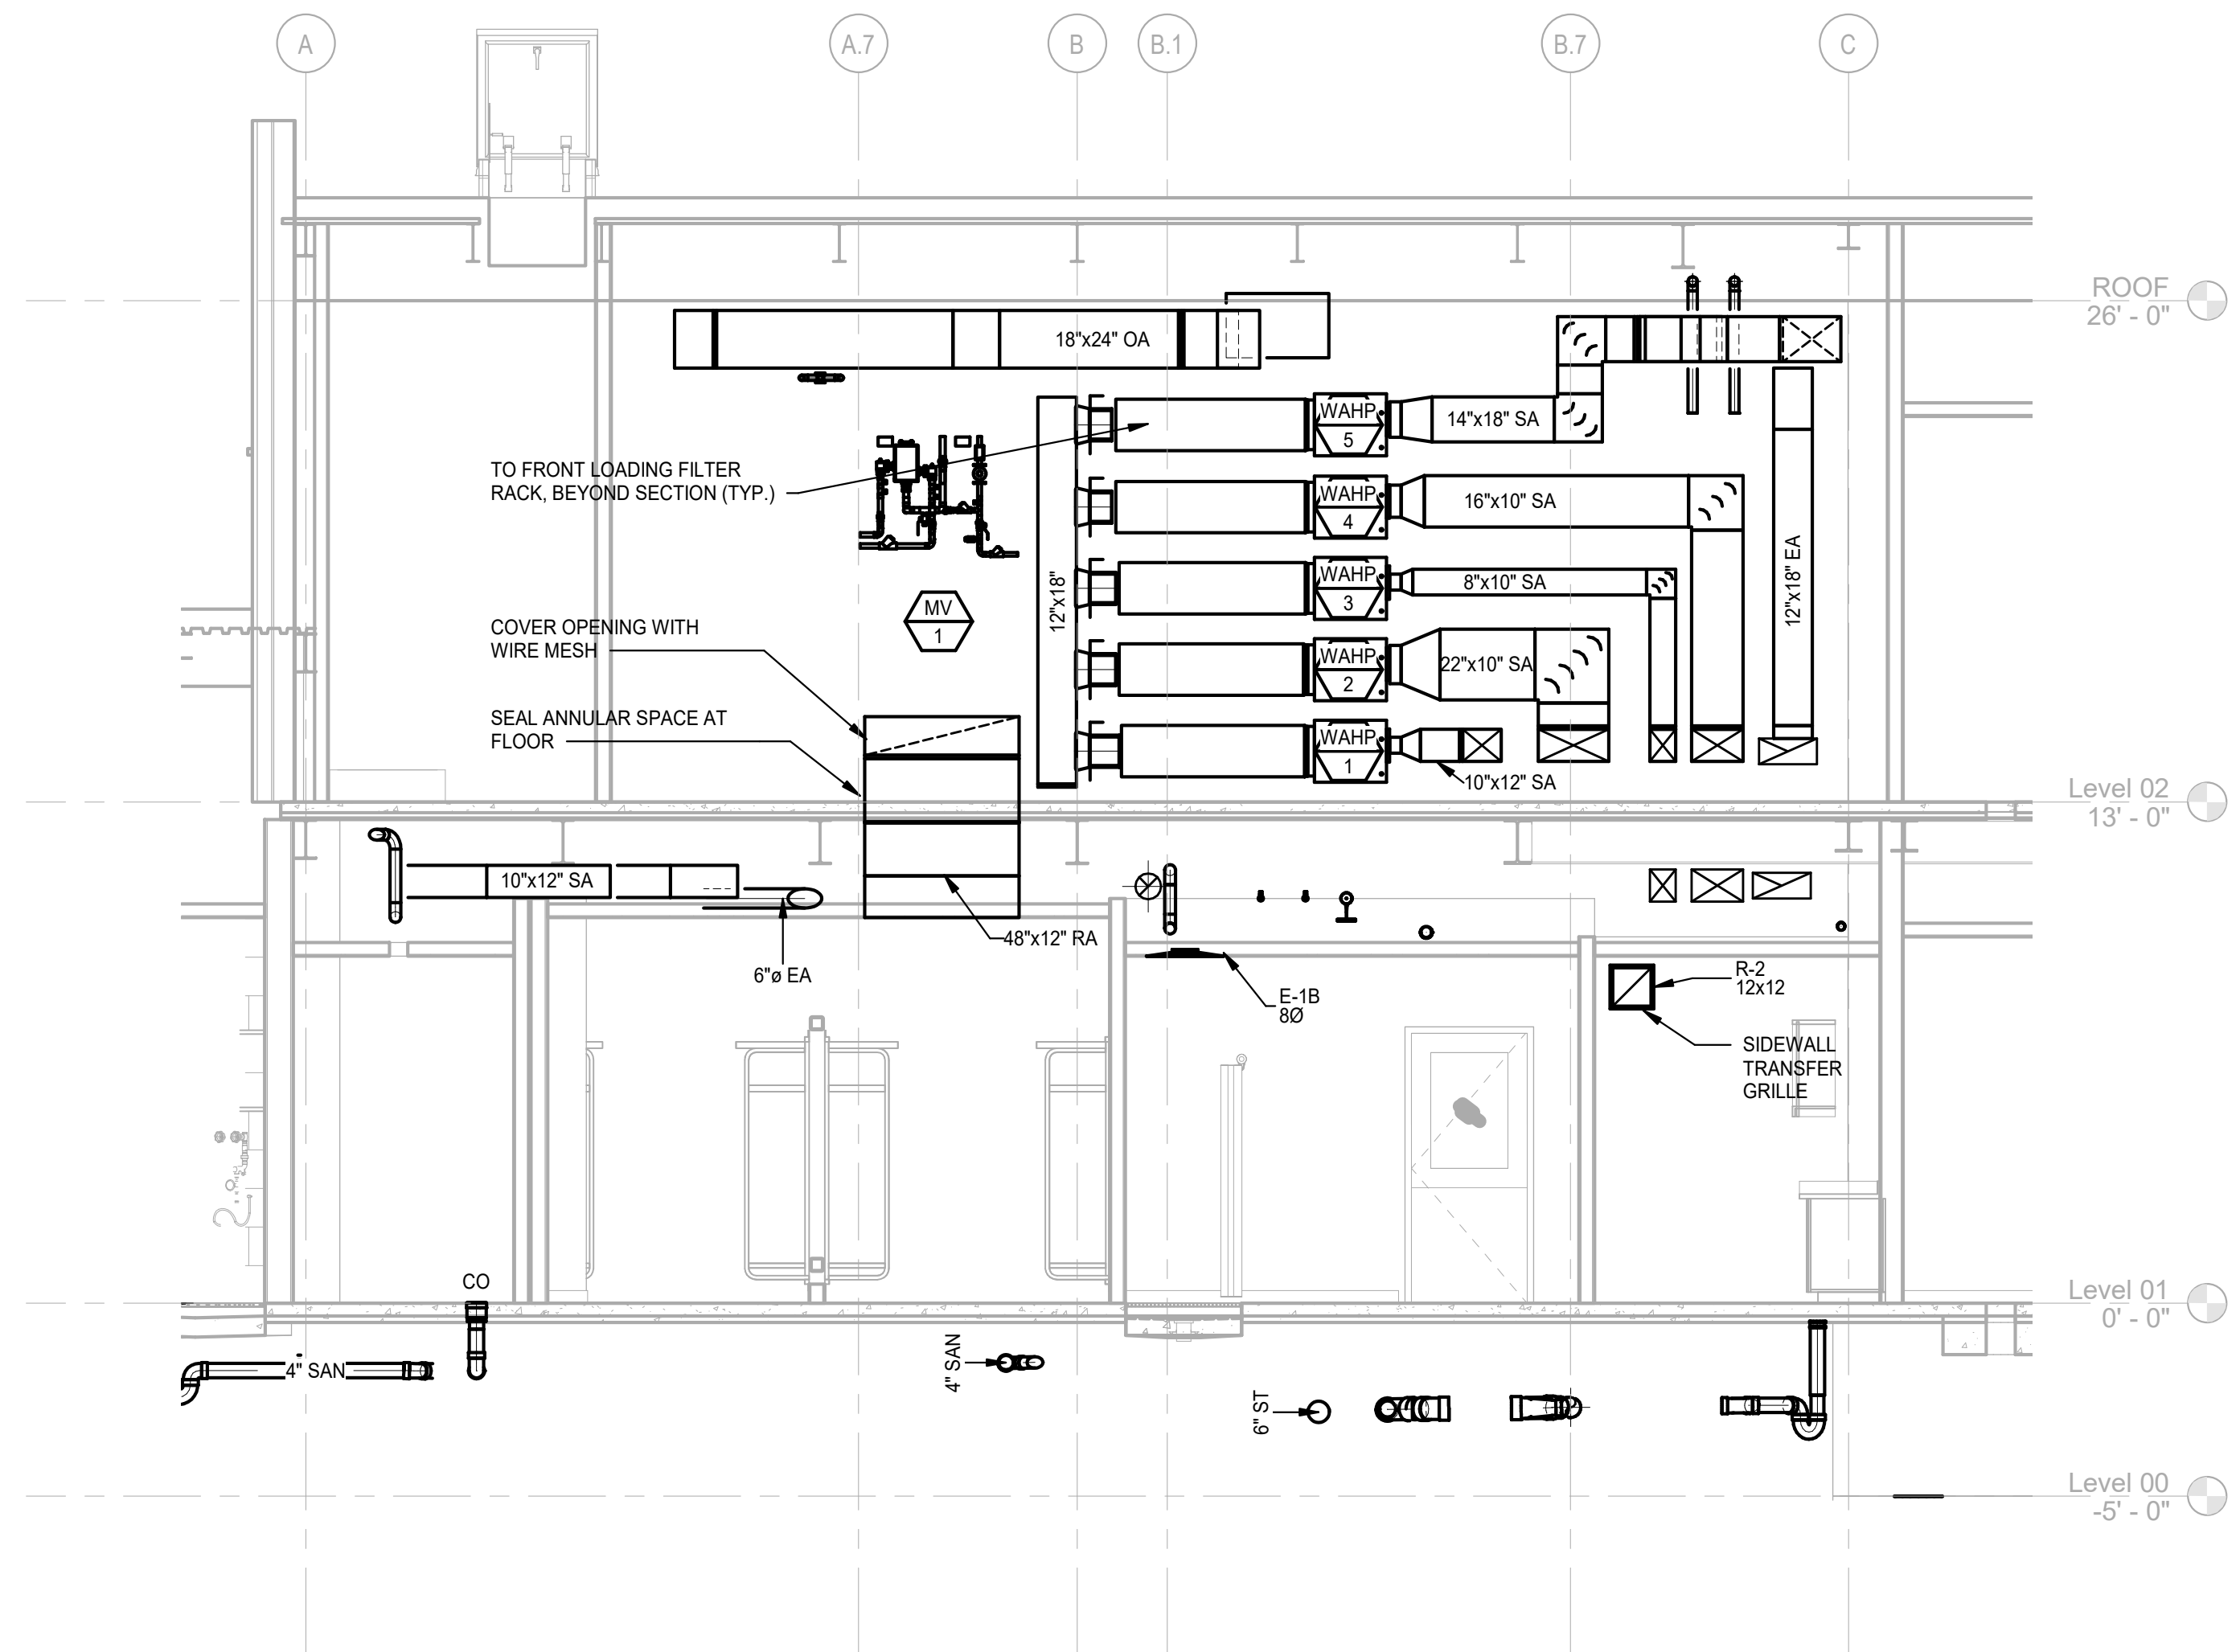 A
A.7
B
B.1
B.7
C
ROOF
26' - 0"
18"x24" OA
WAHP
5
14"x18" SA
TO FRONT LOADING FILTER
RACK, BEYOND SECTION (TYP.)
WAHP
4
16"x10" SA
12"x18"
WAHP
3
8"x10" SA
12"x18" EA
MV
1
COVER OPENING WITH
WIRE MESH
WAHP
2
22"x10" SA
SEAL ANNULAR SPACE AT
FLOOR
WAHP
1
10"x12" SA
Level 02
13' - 0"
10"x12" SA
48"x12" RA
6"ø EA
E-1B
8Ø
R-2
12x12
SIDEWALL
TRANSFER
GRILLE
CO
Level 01
0' - 0"
4" SAN
4" SAN
6" ST
Level 00
-5' - 0"